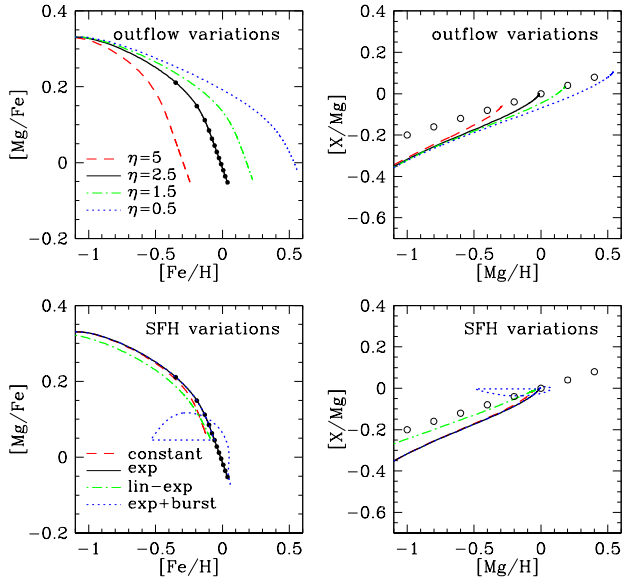 outflow variations
[Mg/Fe]
0.4
0.2
0
−0.2
η=5
η=2.5
η=1.5
η=0.5
−1
−0.5
0
0.5
[Fe/H]
outflow variations
[X/Mg]
0.4
0.2
0
−0.2
−0.4
−0.6
−1
−0.5
0
0.5
[Mg/H]
SFH variations
[Mg/Fe]
0.4
0.2
0
−0.2
constant
exp
lin−exp
exp+burst
−1
−0.5
0
0.5
[Fe/H]
SFH variations
[X/Mg]
0.4
0.2
0
−0.2
−0.4
−0.6
−1
−0.5
0
0.5
[Mg/H]